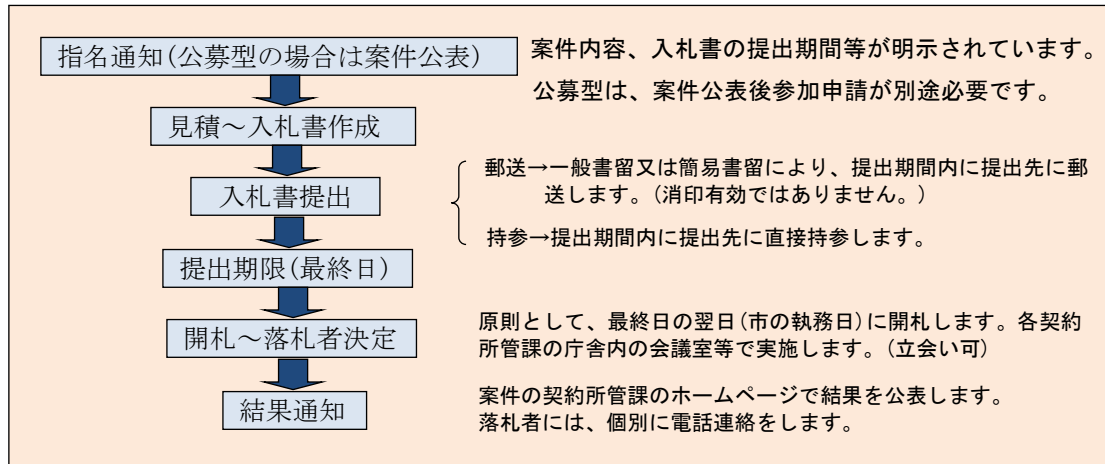 指名通知(公募型の場合は案件公表)
案件内容、入札書の提出期間等が明示されています。
公募型は、案件公表後参加申請が別途必要です。
見積～入札書作成
入札書提出
郵送→一般書留又は簡易書留により、提出期間内に提出先に郵
送します。(消印有効ではありません。)
持参→提出期間内に提出先に直接持参します。
提出期限(最終日)
開札～落札者決定
原則として、最終日の翌日(市の執務日)に開札します。各契約
所管課の庁舎内の会議室等で実施します。(立会い可)
結果通知
案件の契約所管課のホームページで結果を公表します。
落札者には、個別に電話連絡をします。